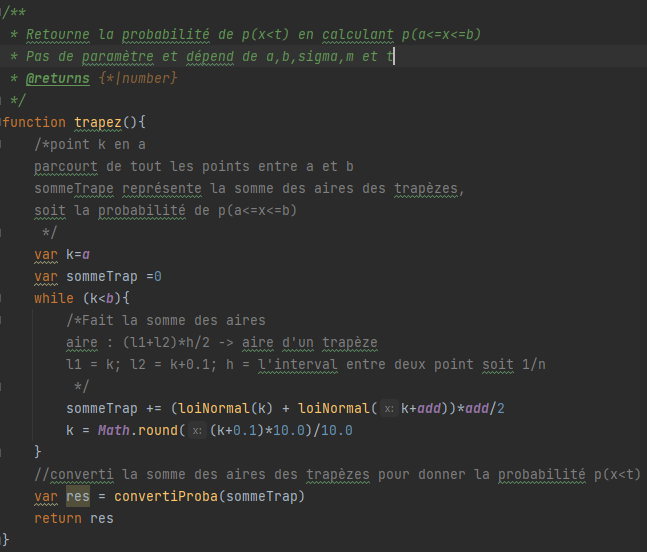 /**
 * Retourne la probabilité de p(x<t) en calculant p(a<=x<=b)
 * Pas de paramètre et dépend de a,b,sigma,m et t
 * @returns {*|number}
 */
function trapez(){
    /*point k en a
    parcourt de tout les points entre a et b
    sommeTrape représente la somme des aires des trapèzes,
    soit la probabilité de p(a<=x<=b)
     */
    var k=a
    var sommeTrap =0
    while (k<b){
        /*Fait la somme des aires
        aire : (l1+l2)*h/2 -> aire d'un trapèze
        l1 = k; l2 = k+0.1; h = l'interval entre deux point soit 1/n
         */
        sommeTrap += (loiNormal(k) + loiNormal( x: k+add))*add/2
        k = Math.round( x: (k+0.1)*10.0)/10.0
    }
    //converti la somme des aires des trapèzes pour donner la probabilité p(x<t)
    var res = convertiProba(sommeTrap)
    return res
}